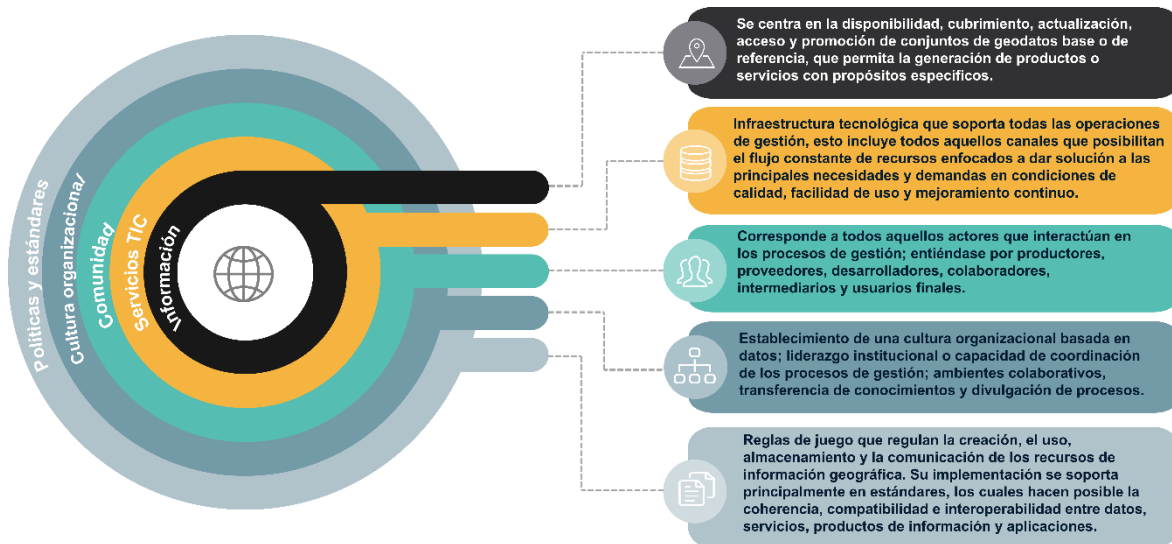 Políticas y estándares
Cultura organizacional
Comunidad
Servicios TIC
Información
Se centra en la disponibilidad, cubrimiento, actualización,
acceso y promoción de conjuntos de geodatos base o de
referencia, que permita la generación de productos o
servicios con propósitos específicos.
Infraestructura tecnológica que soporta todas las operaciones
de gestión, esto incluye todos aquellos canales que posibilitan
el flujo constante de recursos enfocados a dar solución a las
principales necesidades y demandas en condiciones de
calidad, facilidad de uso y mejoramiento continuo.
Corresponde a todos aquellos actores que interactúan en
los procesos de gestión; entiéndase por productores,
proveedores, desarrolladores, colaboradores,
intermediarios y usuarios finales.
Establecimiento de una cultura organizacional basada en
datos; liderazgo institucional o capacidad de coordinación
de los procesos de gestión; ambientes colaborativos,
transferencia de conocimientos y divulgación de procesos.
Reglas de juego que regulan la creación, el uso,
almacenamiento y la comunicación de los recursos de
información geográfica. Su implementación se soporta
principalmente en estándares, los cuales hacen posible la
coherencia, compatibilidad e interoperabilidad entre datos,
servicios, productos de información y aplicaciones.